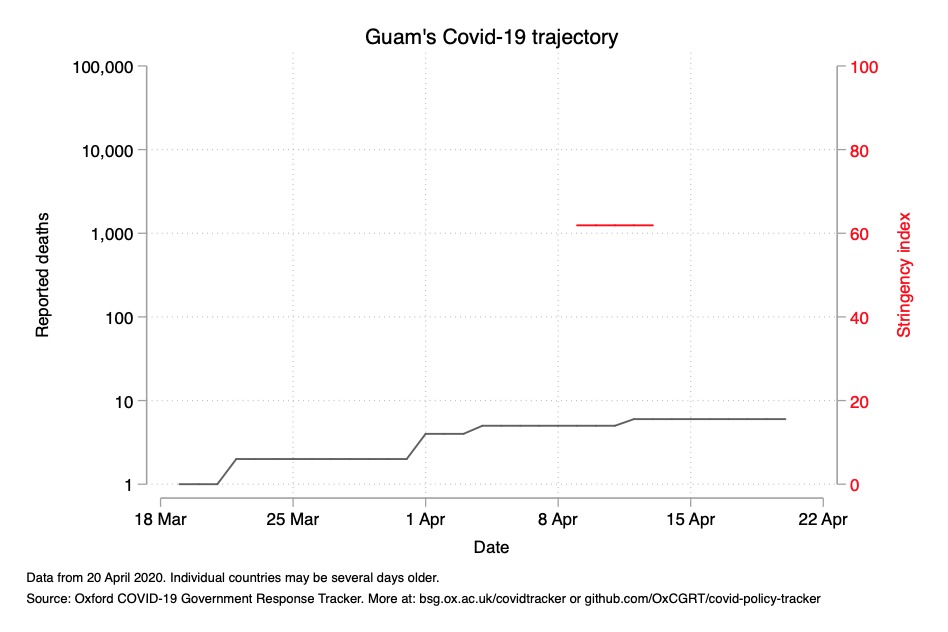 Guam's Covid-19 trajectory
100,000
10,000
1,000
100
10
1
Reported deaths
100
80
60
40
20
0
Stringency index
18 Mar 25 Mar 1 Apr 8 Apr 15 Apr 22 Apr
Date
Data from 20 April 2020. Individual countries may be several days older.
Source: Oxford COVID-19 Government Response Tracker. More at: bsg.ox.ac.uk/covidtracker or github.com/OxCGRT/covid-policy-tracker